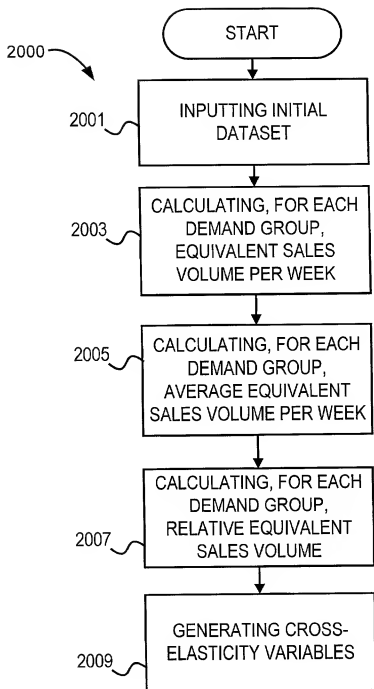 START
2000
2001
INPUTTING INITIAL
DATASET
2003
CALCULATING, FOR EACH
DEMAND GROUP,
EQUIVALENT SALES
VOLUME PER WEEK
2005
CALCULATING, FOR EACH
DEMAND GROUP,
AVERAGE EQUIVALENT
SALES VOLUME PER WEEK
2007
CALCULATING, FOR EACH
DEMAND GROUP,
RELATIVE EQUIVALENT
SALES VOLUME
2009
GENERATING CROSS-
ELASTICITY VARIABLES